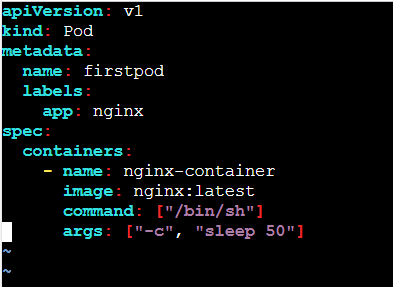 apiVersion: v1
kind: Pod
metadata:
  name: firstpod
  labels:
    app: nginx
spec:
  containers:
    - name: nginx-container
      image: nginx:latest
      command: ["/bin/sh"]
      args: ["-c", "sleep 50"]
~
~